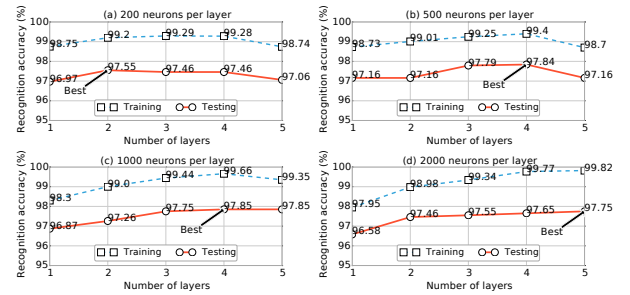 (a) 200 neurons per layer
Recognition accuracy (%)
100
99
98
97
96
95
98.75
99.2
99.29
99.28
98.74
96.97
97.55
97.46
97.46
97.06
Best
Training
Testing
1 2 3 4 5
Number of layers
(b) 500 neurons per layer
Recognition accuracy (%)
100
99
98
97
96
95
98.73
99.01
99.25
99.4
98.7
97.16
97.16
97.79
97.84
97.16
Best
Training
Testing
1 2 3 4 5
Number of layers
(c) 1000 neurons per layer
Recognition accuracy (%)
100
99
98
97
96
95
98.3
99.0
99.44
99.66
99.35
96.87
97.26
97.75
97.85
97.85
Best
Training
Testing
1 2 3 4 5
Number of layers
(d) 2000 neurons per layer
Recognition accuracy (%)
100
99
98
97
96
95
97.95
98.98
99.34
99.77
99.82
96.58
97.46
97.55
97.65
97.75
Best
Training
Testing
1 2 3 4 5
Number of layers